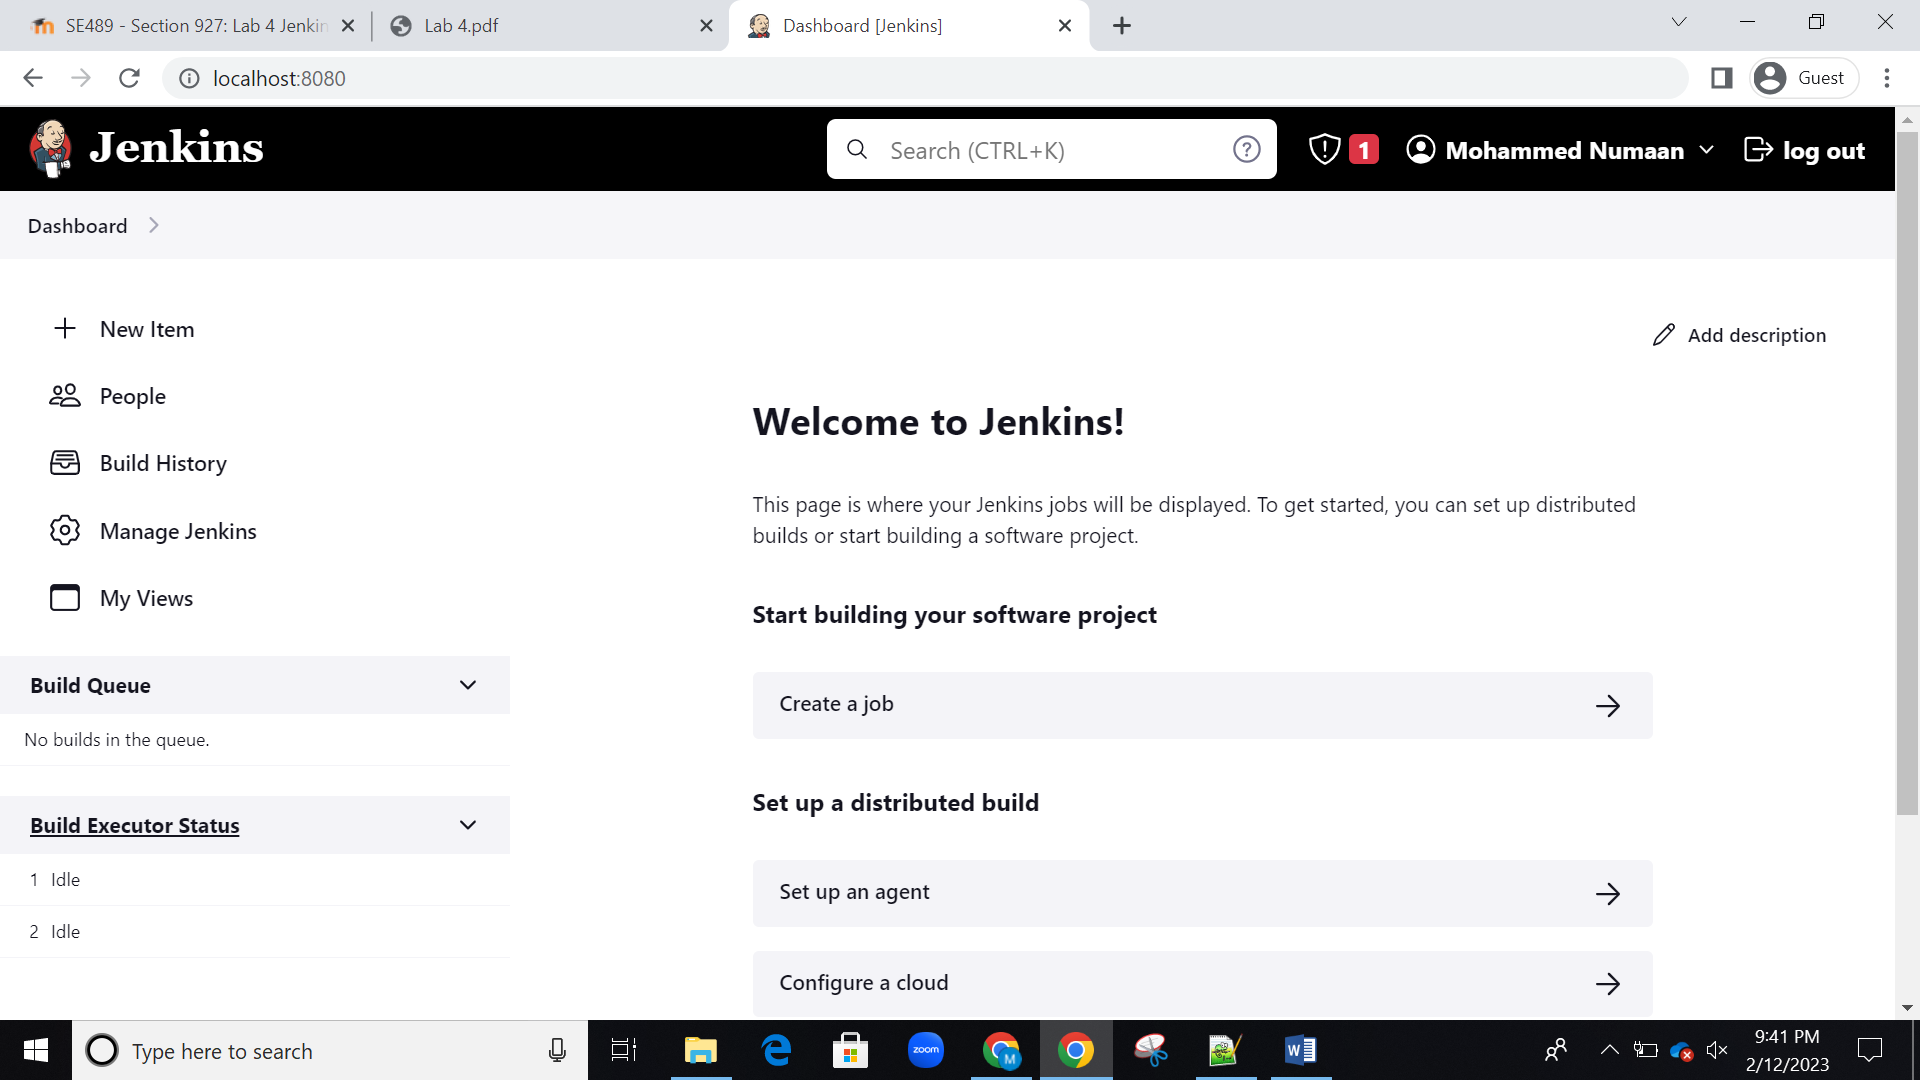 SE489 - Section 927: Lab 4 Jenkin
Lab 4.pdf
Dashboard [Jenkins]
localhost:8080
Guest
Jenkins
Search (CTRL+K)
1
Mohammed Numaan
log out
Dashboard
New Item
People
Build History
Manage Jenkins
My Views
Build Queue
No builds in the queue.
Build Executor Status
1 Idle
2 Idle
Add description
Welcome to Jenkins!
This page is where your Jenkins jobs will be displayed. To get started, you can set up distributed
builds or start building a software project.
Start building your software project
Create a job
Set up a distributed build
Set up an agent
Configure a cloud
Type here to search
zoom
M
W
9:41 PM
2/12/2023